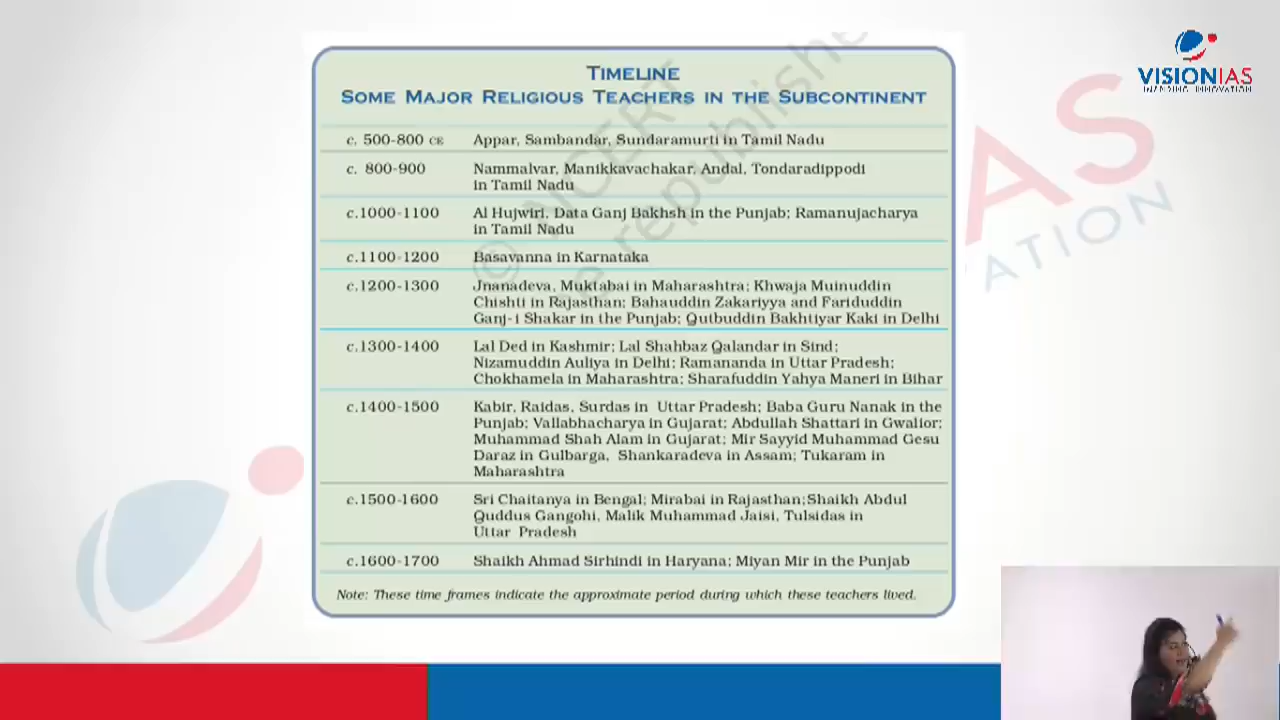 VISIONIAS
INSPIRING INNOVATION
TIMELINE
SOME MAJOR RELIGIOUS TEACHERS IN THE SUBCONTINENT
c. 500-800 CE Appar, Sambandar, Sundaramurti in Tamil Nadu
c. 800-900 Nammalvar, Manikkavachakar, Andal, Tondaradippodi
in Tamil Nadu
c.1000-1100 Al Hujwiri, Data Ganj Bakhsh in the Punjab; Ramanujacharya
in Tamil Nadu
c.1100-1200 Basavanna in Karnataka
c.1200-1300 Jnanadeva, Muktabai in Maharashtra; Khwaja Muinuddin
Chishti in Rajasthan; Bahauddin Zakariyya and Fariduddin
Ganj-i Shakar in the Punjab; Qutbuddin Bakhtiyar Kaki in Delhi
c.1300-1400 Lal Ded in Kashmir; Lal Shahbaz Qalandar in Sind;
Nizamuddin Auliya in Delhi; Ramananda in Uttar Pradesh;
Chokhamela in Maharashtra; Sharafuddin Yahya Maneri in Bihar
c.1400-1500 Kabir, Raidas, Surdas in Uttar Pradesh; Baba Guru Nanak in the
Punjab; Vallabhacharya in Gujarat; Abdullah Shattari in Gwalior;
Muhammad Shah Alam in Gujarat; Mir Sayyid Muhammad Gesu
Daraz in Gulbarga, Shankaradeva in Assam; Tukaram in
Maharashtra
c.1500-1600 Sri Chaitanya in Bengal; Mirabai in Rajasthan;Shaikh Abdul
Quddus Gangohi, Malik Muhammad Jaisi, Tulsidas in
Uttar Pradesh
c.1600-1700 Shaikh Ahmad Sirhindi in Haryana; Miyan Mir in the Punjab
Note: These time frames indicate the approximate period during which these teachers lived.
© NCERT
be republishe
AS
ATION